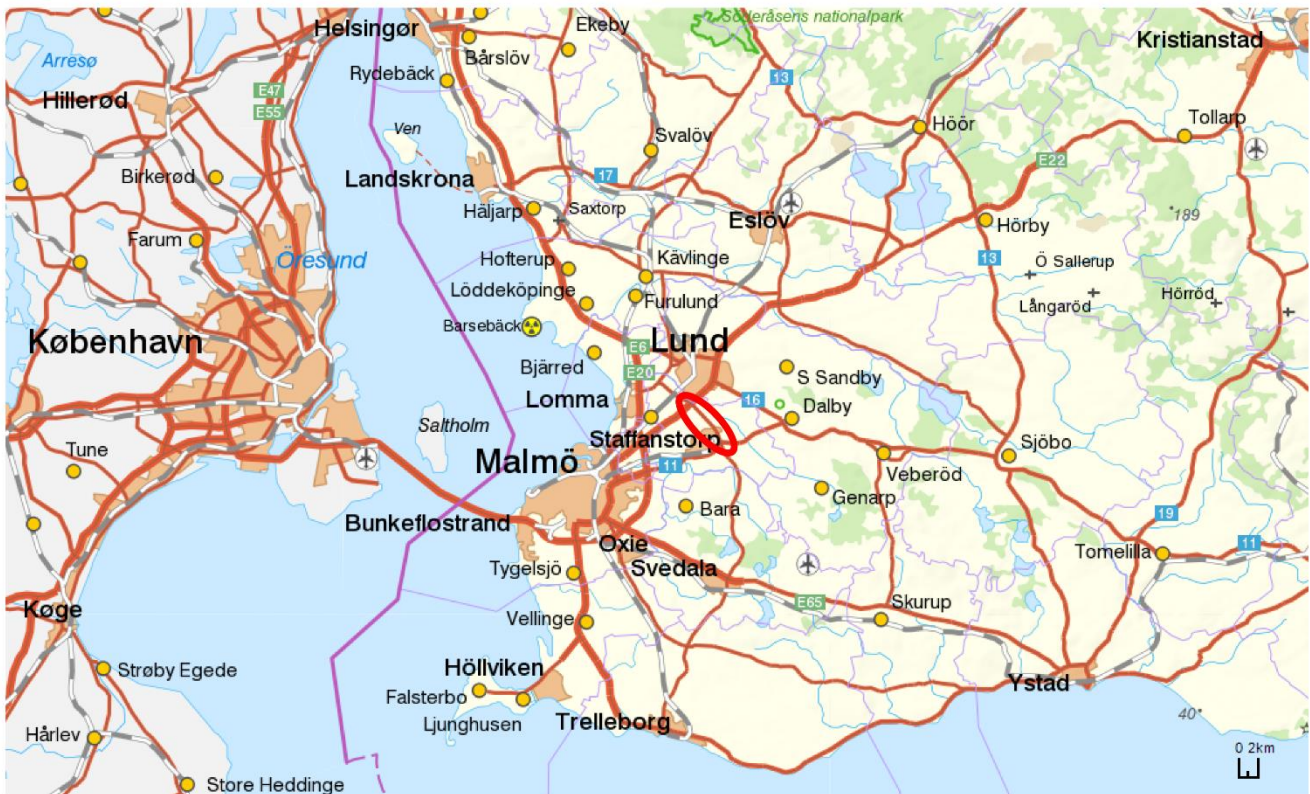 Söderåsens nationalpark
Ekeby
Helsingør
Kristianstad
Bårslöv
Arresø
Rydebäck
13
E47
E55
Hillerød
Tollarp
Höör
Ven
Svalöv
E22
Birkerød
17
Landskrona
Häljarp
Saxtorp
Eslöv
189
Hörby
Farum
Öresund
Hofterup
Kävlinge
13
Ö Sallerup
Löddeköpinge
Furulund
Långaröd
Hörröd
Barsebäck
København
Lund
E6
E20
Bjärred
S Sandby
Lomma
16
Dalby
Saltholm
Staffanstorp
Tune
Malmö
11
Sjöbo
Veberöd
Genarp
Bara
Bunkeflostrand
19
Oxie
11
Tomelilla
Svedala
Tygelsjö
E65
Skurup
Køge
Vellinge
Strøby Egede
Höllviken
Ystad
Falsterbo
Ljunghusen
Trelleborg
40
Hårlev
0 2km
Store Heddinge